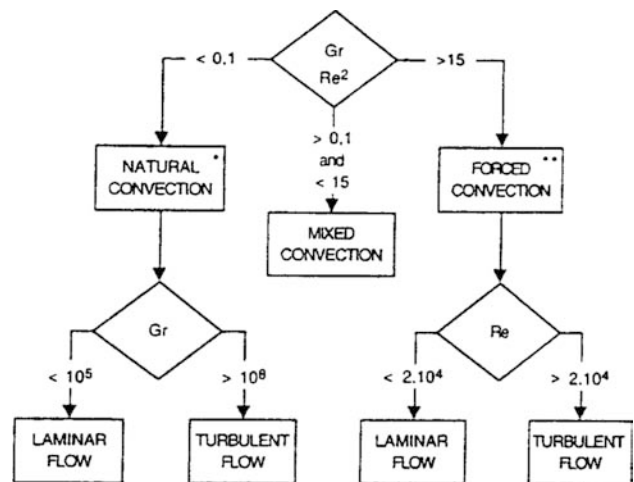 Gr
Re²
< 0,1
>15
> 0,1
and
< 15
NATURAL *
CONVECTION
FORCED **
CONVECTION
MIXED
CONVECTION
Gr
Re
< 10⁵
> 10⁸
< 2.10⁴
> 2.10⁴
LAMINAR
FLOW
TURBULENT
FLOW
LAMINAR
FLOW
TURBULENT
FLOW